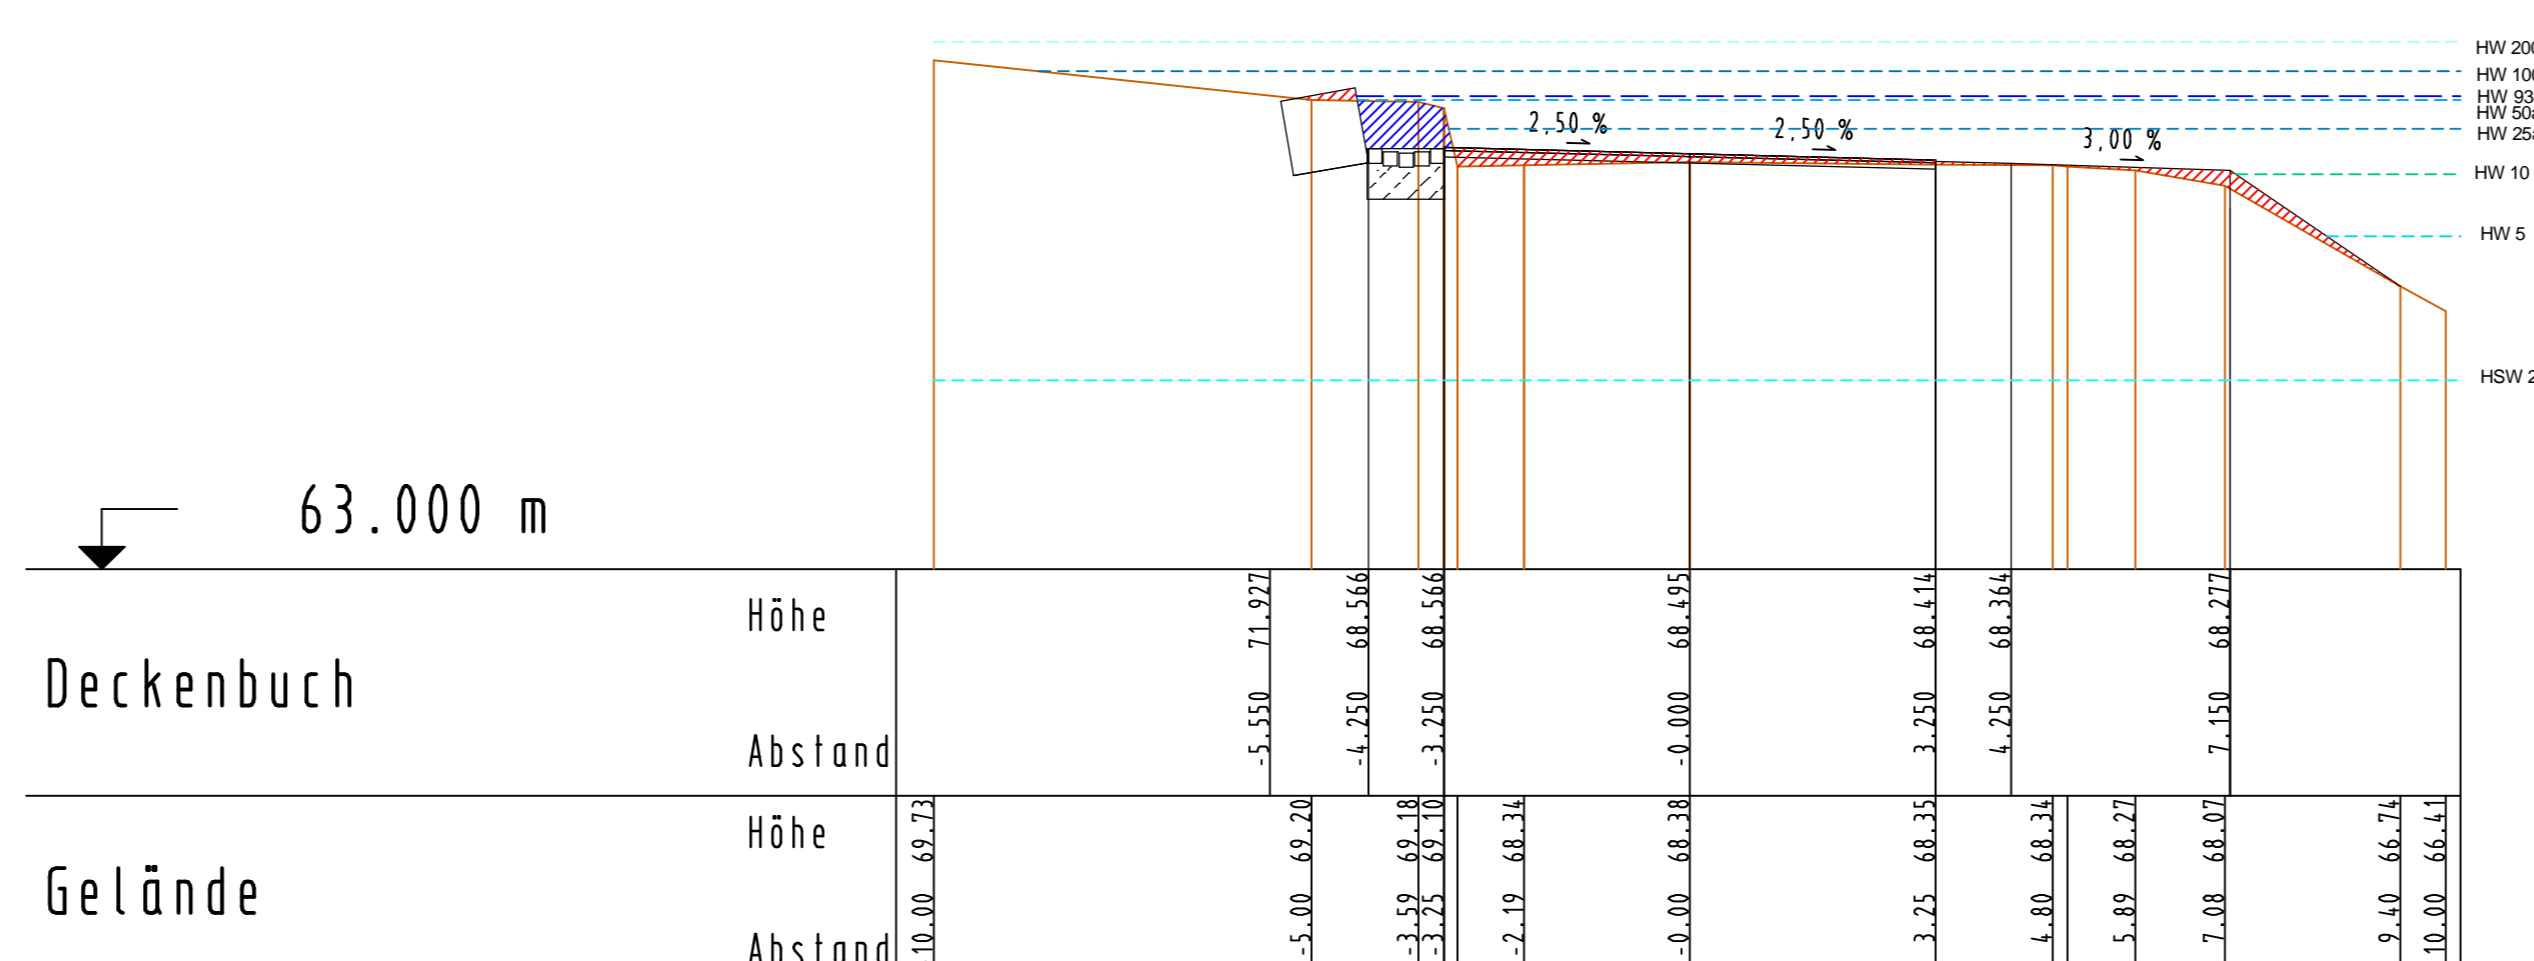 HW 200
HW 100
HW 93
HW 50a
HW 25a
2,50 %
2,50 %
3,00 %
HW 10
HW 5
HSW 2
63.000 m
Deckenbuch
Höhe
71.927 68.566 68.566 68.495 68.414 68.364 68.277
Abstand
-5.550 -4.250 -3.250 -0.000 3.250 4.250 7.150
Gelände
Höhe
69.73 69.20 69.18 69.10 68.34 68.38 68.35 68.34 68.27 68.07 66.74 66.41
Abstand
10.00 -5.00 -3.59 -3.25 -2.19 -0.00 3.25 4.80 5.89 7.08 9.40 10.00